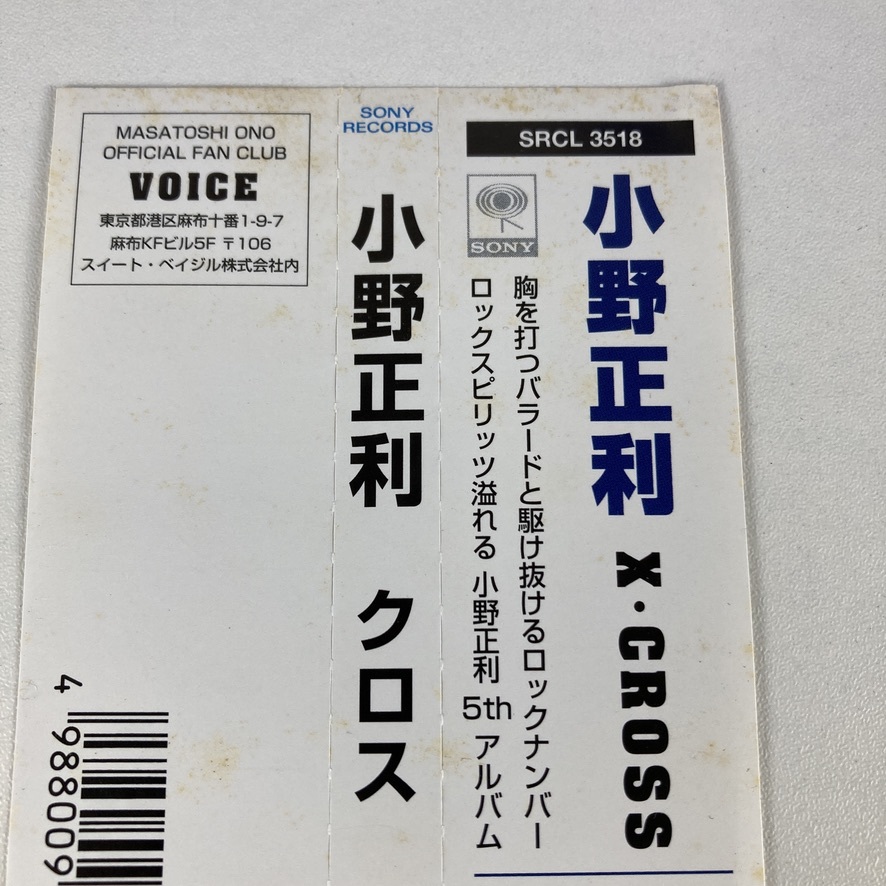 MASATOSHI ONO
OFFICIAL FAN CLUB
VOICE
東京都港区麻布十番1-9-7
麻布KFビル5F 〒106
スイート・ベイジル株式会社内
4 988009
SONY
RECORDS
小野正利 クロス
SRCL 3518
SONY
小野正利
X・CROSS
胸を打つバラードと駆け抜けるロックナンバー
ロックスピリッツ溢れる 小野正利 5th アルバム